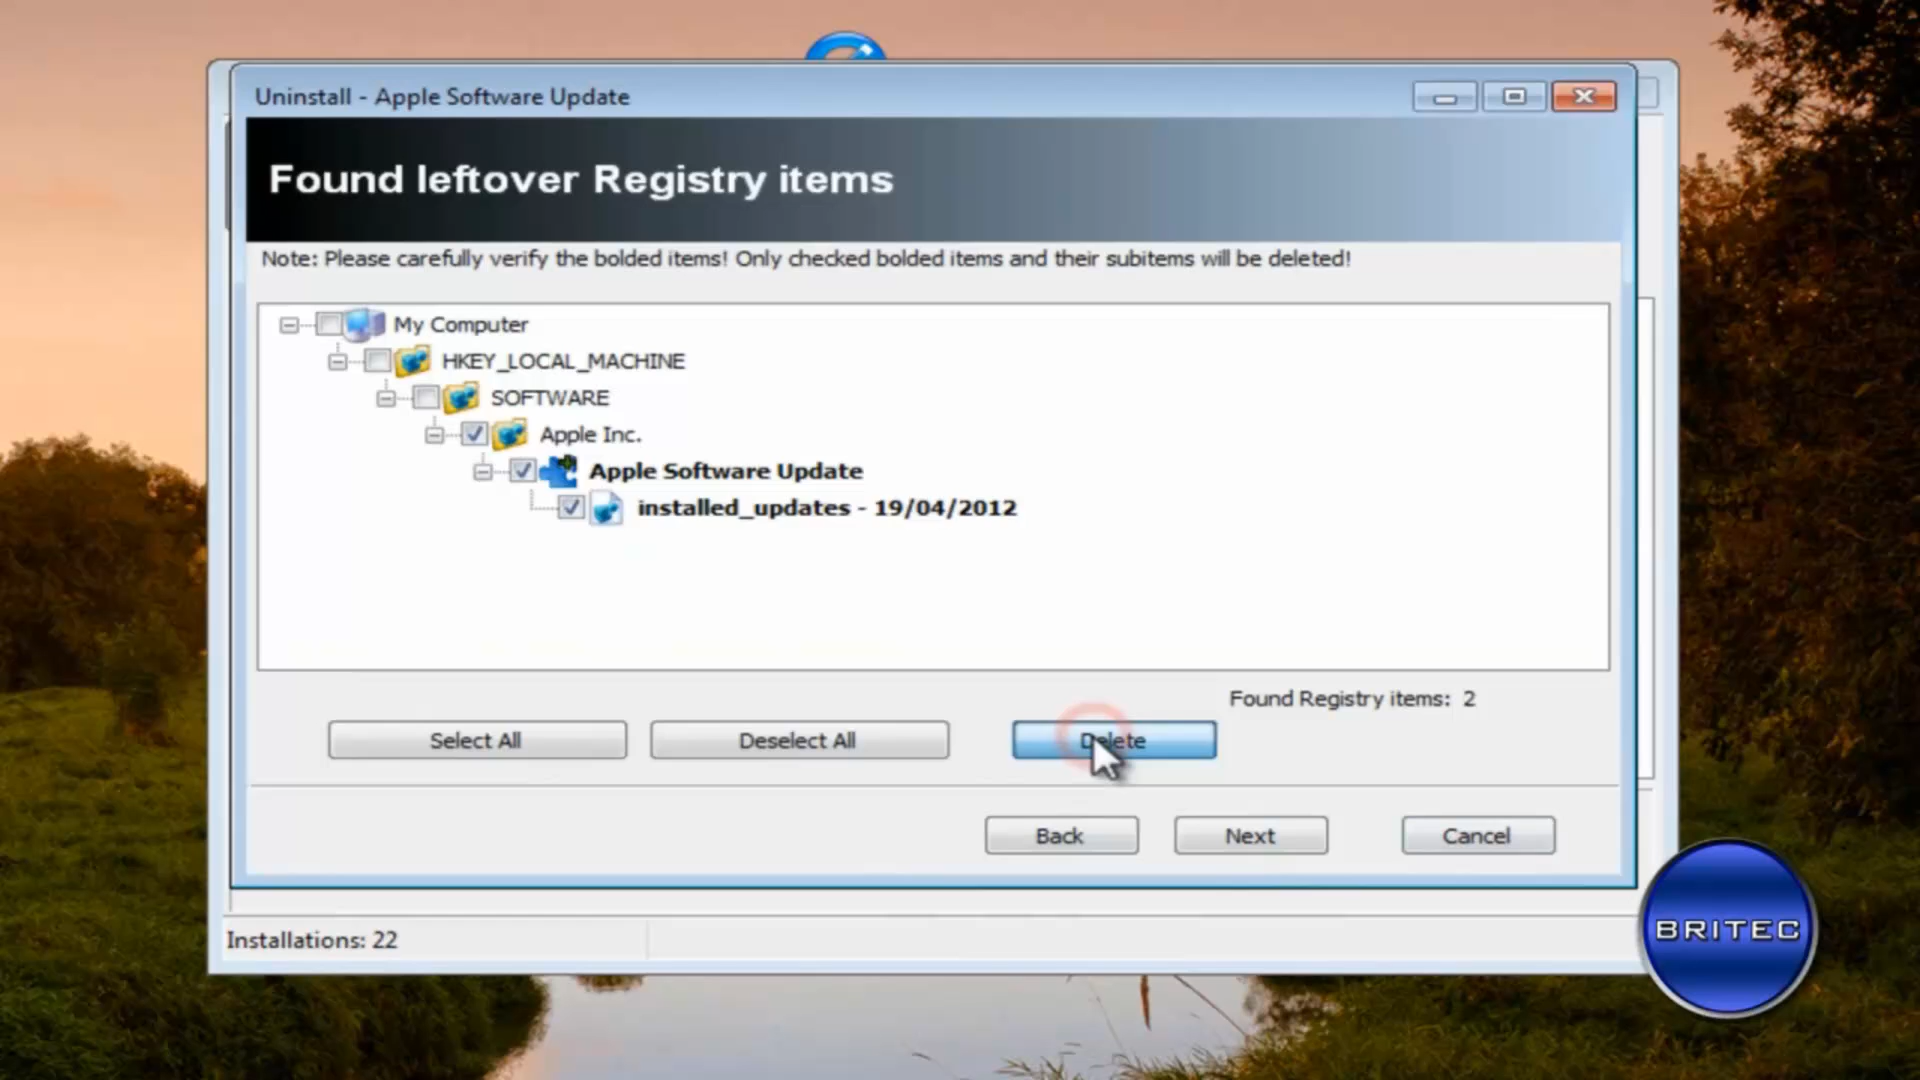 Uninstall - Apple Software Update
Found leftover Registry items
Note: Please carefully verify the bolded items! Only checked bolded items and their subitems will be deleted!
My Computer
HKEY_LOCAL_MACHINE
SOFTWARE
Apple Inc.
Apple Software Update
installed_updates - 19/04/2012
Found Registry items: 2
Select All Deselect All Delete
Back Next Cancel
Installations: 22
BRITEC